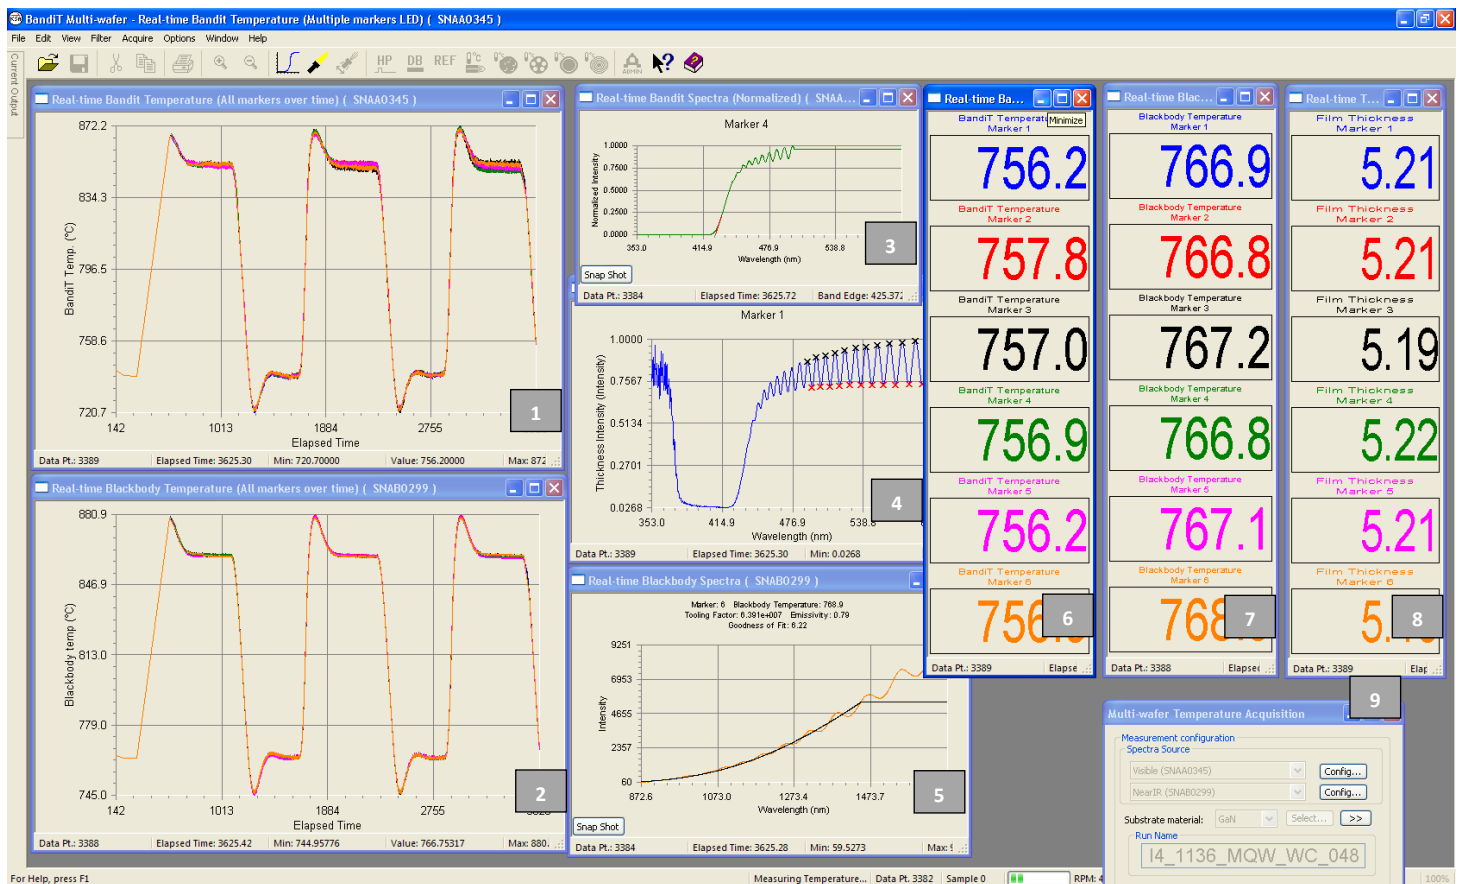 BandiT Multi-wafer - Real-time Bandit Temperature (Multiple markers LED) ( SNAA0345 )
File Edit View Filter Acquire Options Window Help
HP DB REF ADMIN
Current Output
Real-time Bandit Temperature (All markers over time) ( SNAA0345 )
872.2
834.3
796.5
758.6
720.7
BandiT Temp. (ºC)
142 1013 1884 2755
Elapsed Time
1
Data Pt.: 3389 Elapsed Time: 3625.30 Min: 720.70000 Value: 756.20000 Max: 872
Real-time Blackbody Temperature (All markers over time) ( SNAB0299 )
880.9
846.9
813.0
779.0
745.0
Blackbody temp (ºC)
142 1013 1884 2755
Elapsed Time
2
Data Pt.: 3388 Elapsed Time: 3625.42 Min: 744.95776 Value: 766.75317 Max: 880.
Real-time Bandit Spectra (Normalized) ( SNAA...
Marker 4
1.0000
0.7500
0.5000
0.2500
0.0000
Normalized Intensity
353.0 414.9 476.9 538.8
Wavelength (nm)
3
Snap Shot
Data Pt.: 3384 Elapsed Time: 3625.72 Band Edge: 425.372
Marker 1
1.0000
0.7567
0.5134
0.2701
0.0268
Thickness Intensity (Intensity)
353.0 414.9 476.9 538.8
Wavelength (nm)
4
Data Pt.: 3389 Elapsed Time: 3625.30 Min: 0.0268
Real-time Blackbody Spectra ( SNAB0299 )
Marker: 6 Blackbody Temperature: 768.9
Tooling Factor: 6.391e+007 Emissivity: 0.79
Goodness of Fit: 6.22
9251
6953
4655
2357
60
Intensity
872.6 1073.0 1273.4 1473.7
Wavelength (nm)
5
Snap Shot
Data Pt.: 3384 Elapsed Time: 3625.28 Min: 59.5273 Max:
Real-time Ba...
Minimize
BandiT Temperatu
Marker 1
756.2
BandiT Temperature
Marker 2
757.8
BandiT Temperature
Marker 3
757.0
BandiT Temperature
Marker 4
756.9
BandiT Temperature
Marker 5
756.2
BandiT Temperature
Marker 6
756
6
Data Pt.: 3389 Elapse
Real-time Blac...
Blackbody Temperature
Marker 1
766.9
Blackbody Temperature
Marker 2
766.8
Blackbody Temperature
Marker 3
767.2
Blackbody Temperature
Marker 4
766.8
Blackbody Temperature
Marker 5
767.1
Blackbody Temperature
Marker 6
768
7
Data Pt.: 3388 Elapsed
Real-time T...
Film Thickness
Marker 1
5.21
Film Thickness
Marker 2
5.21
Film Thickness
Marker 3
5.19
Film Thickness
Marker 4
5.22
Film Thickness
Marker 5
5.21
Film Thickness
Marker 6
5.
8
Data Pt.: 3389 Elap
9
Multi-wafer Temperature Acquisition
Measurement configuration
Spectra Source
Visible (SNAA0345) Config...
NearIR (SNAB0299) Config...
Substrate material: GaN Select... >>
Run Name
I4_1136_MQW_WC_048
For Help, press F1 Measuring Temperature... Data Pt. 3382 Sample 0 RPM: 4 100%